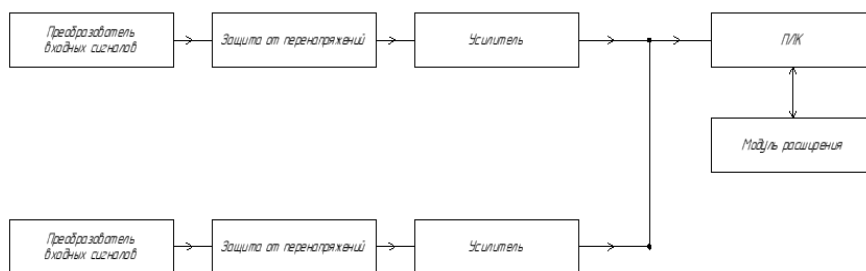 Преобразователь
входных сигналов
Защита от перенапряжений
Усилитель
ПЛК
Модуль расширения
Преобразователь
входных сигналов
Защита от перенапряжений
Усилитель